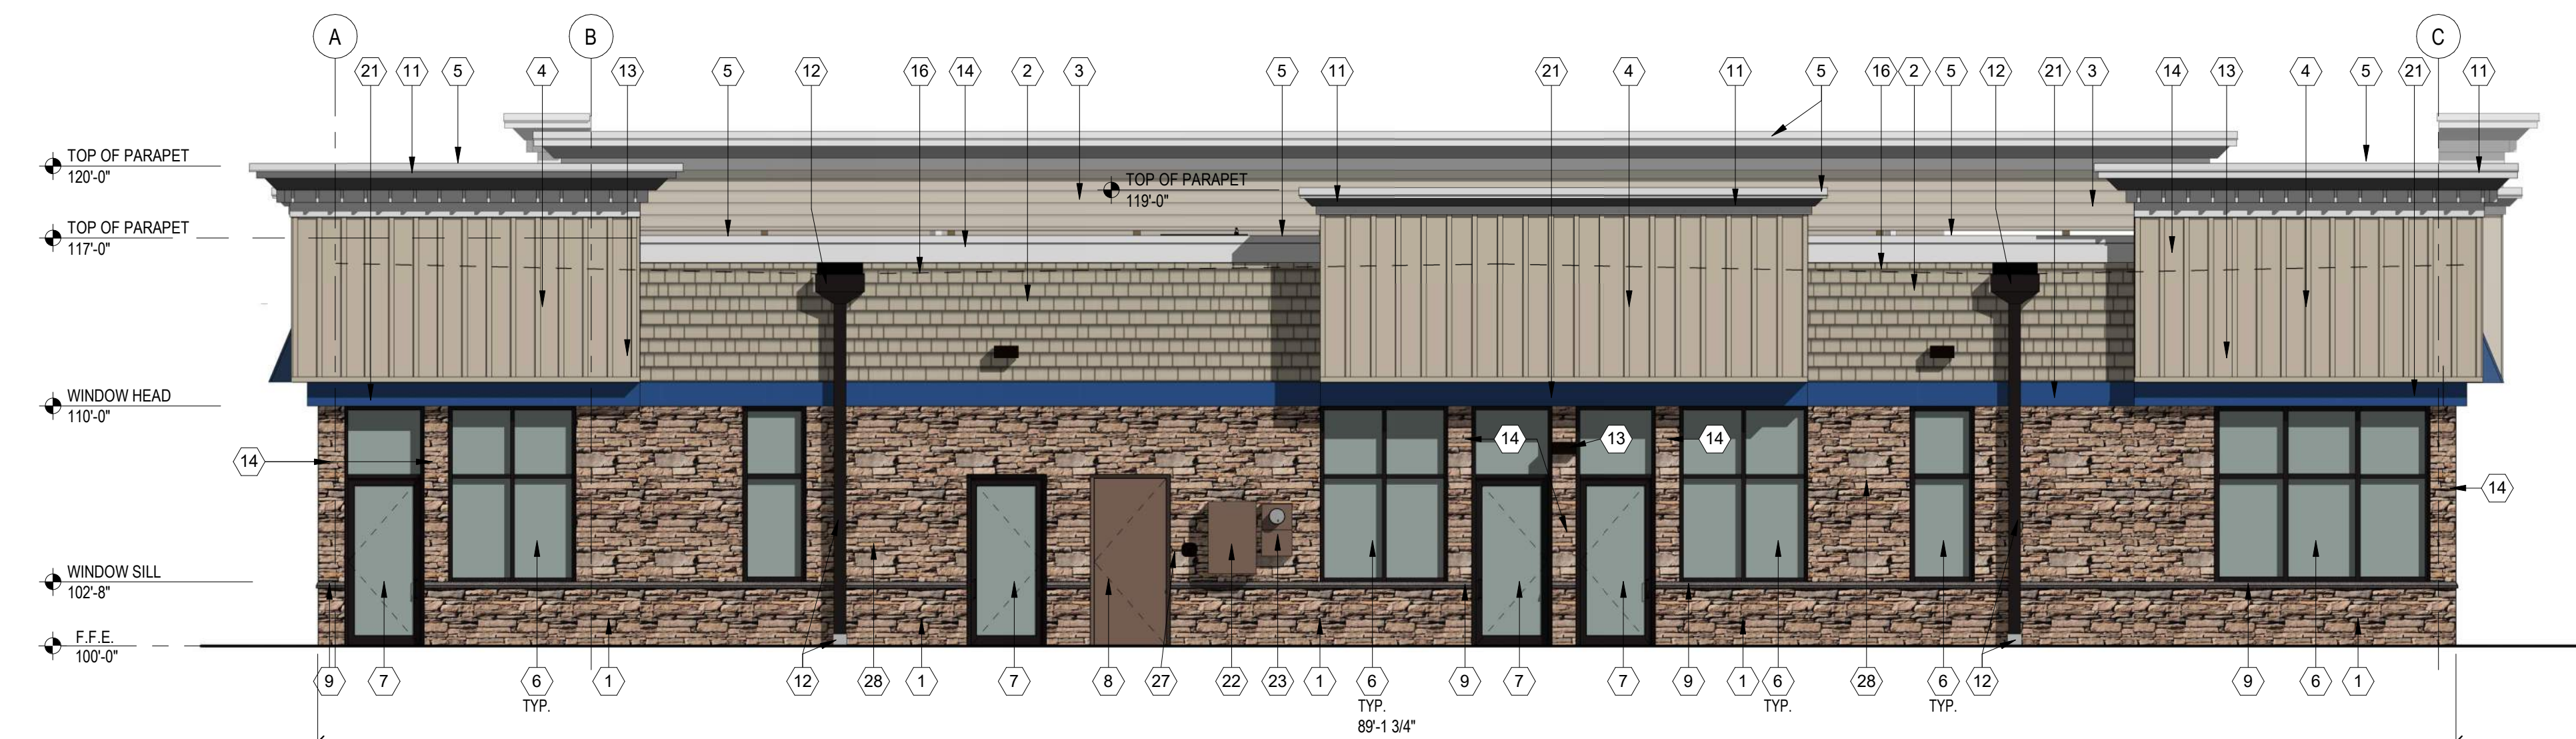 A B C
21 11 5 4 13 5 12 16 14 2 3 5 11 21 4 11 5 16 2 5 12 21 3 14 13 4 5 21 11
TOP OF PARAPET
120'-0"
TOP OF PARAPET
119'-0"
TOP OF PARAPET
117'-0"
WINDOW HEAD
110'-0"
14 14 13 14 14
WINDOW SILL
102'-8"
F.F.E.
100'-0"
9 7 6 1 12 28 1 7 8 27 22 23 1 6 9 7 7 9 1 6 28 6 12 9 6 1
TYP. TYP. TYP. TYP.
89'-1 3/4"